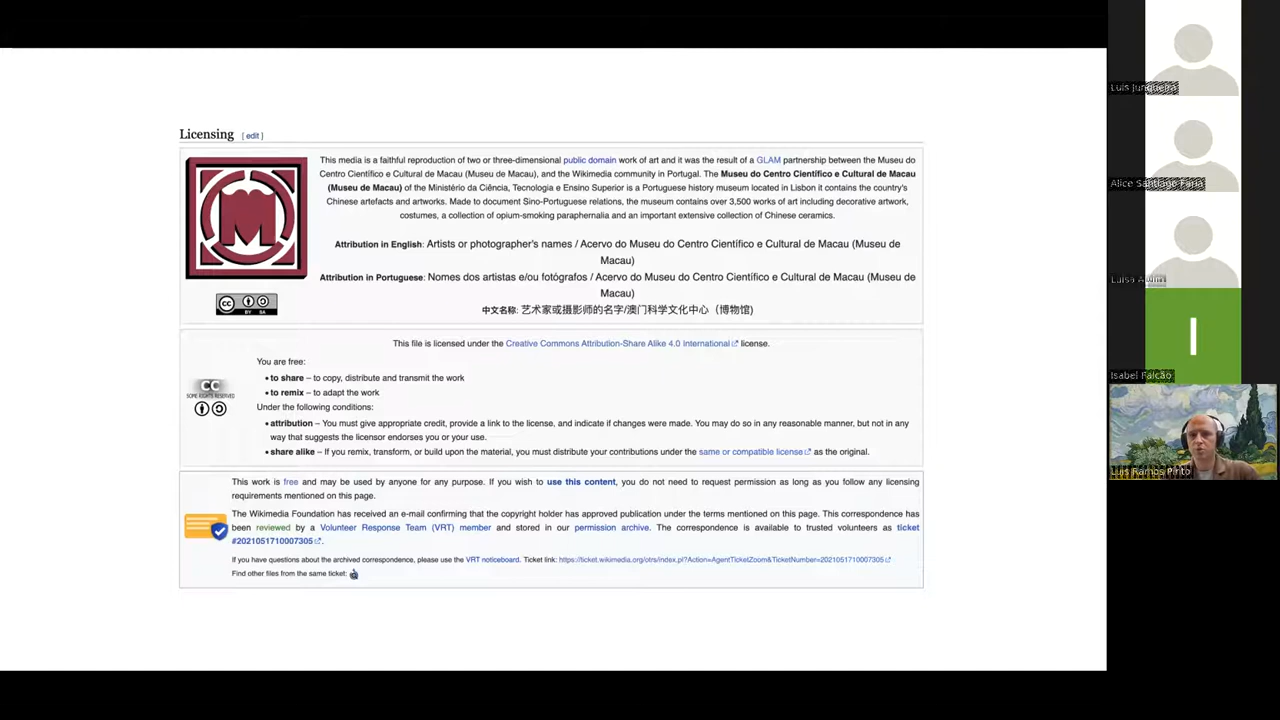 Licensing [ edit ]
This media is a faithful reproduction of two or three-dimensional public domain work of art and it was the result of a GLAM partnership between the Museu do
Centro Científico e Cultural de Macau (Museu de Macau), and the Wikimedia community in Portugal. The Museu do Centro Científico e Cultural de Macau
(Museu de Macau) of the Ministério da Ciência, Tecnologia e Ensino Superior is a Portuguese history museum located in Lisbon it contains the country's
Chinese artefacts and artworks. Made to document Sino-Portuguese relations, the museum contains over 3,500 works of art including decorative artwork,
costumes, a collection of opium-smoking paraphernalia and an important extensive collection of Chinese ceramics.
Attribution in English: Artists or photographer's names / Acervo do Museu do Centro Científico e Cultural de Macau (Museu de
Macau)
Attribution in Portuguese: Nomes dos artistas e/ou fotógrafos / Acervo do Museu do Centro Científico e Cultural de Macau (Museu de
Macau)
中文名称: 艺术家或摄影师的名字/澳门科学文化中心（博物馆)
M
CC BY SA
This file is licensed under the Creative Commons Attribution-Share Alike 4.0 International license.
You are free:
• to share – to copy, distribute and transmit the work
• to remix – to adapt the work
Under the following conditions:
• attribution – You must give appropriate credit, provide a link to the license, and indicate if changes were made. You may do so in any reasonable manner, but not in any
way that suggests the licensor endorses you or your use.
• share alike – If you remix, transform, or build upon the material, you must distribute your contributions under the same or compatible license as the original.
CC
SOME RIGHTS RESERVED
This work is free and may be used by anyone for any purpose. If you wish to use this content, you do not need to request permission as long as you follow any licensing
requirements mentioned on this page.
The Wikimedia Foundation has received an e-mail confirming that the copyright holder has approved publication under the terms mentioned on this page. This correspondence has
been reviewed by a Volunteer Response Team (VRT) member and stored in our permission archive. The correspondence is available to trusted volunteers as ticket
#2021051710007305.
If you have questions about the archived correspondence, please use the VRT noticeboard. Ticket link: https://ticket.wikimedia.org/otrs/index.pl?Action=AgentTicketZoom&TicketNumber=2021051710007305
Find other files from the same ticket:
Luis Junqueira
Alice Santiago Faria
Luisa Alvim
I
Isabel Falcão
Luis Ramos Pinto